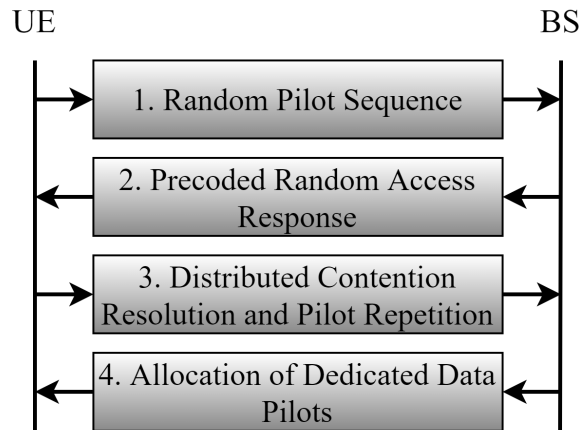 UE
BS
1. Random Pilot Sequence
2. Precoded Random Access
Response
3. Distributed Contention
Resolution and Pilot Repetition
4. Allocation of Dedicated Data
Pilots